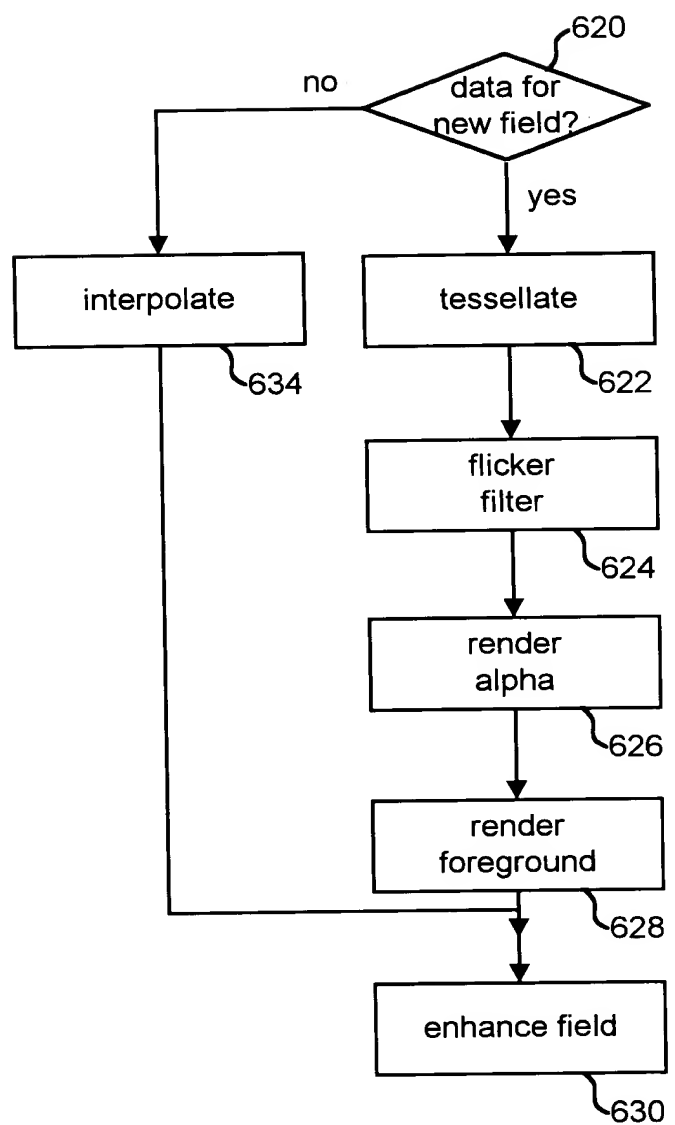 620
data for
new field?
no
yes
interpolate
634
tessellate
622
flicker
filter
624
render
alpha
626
render
foreground
628
enhance field
630